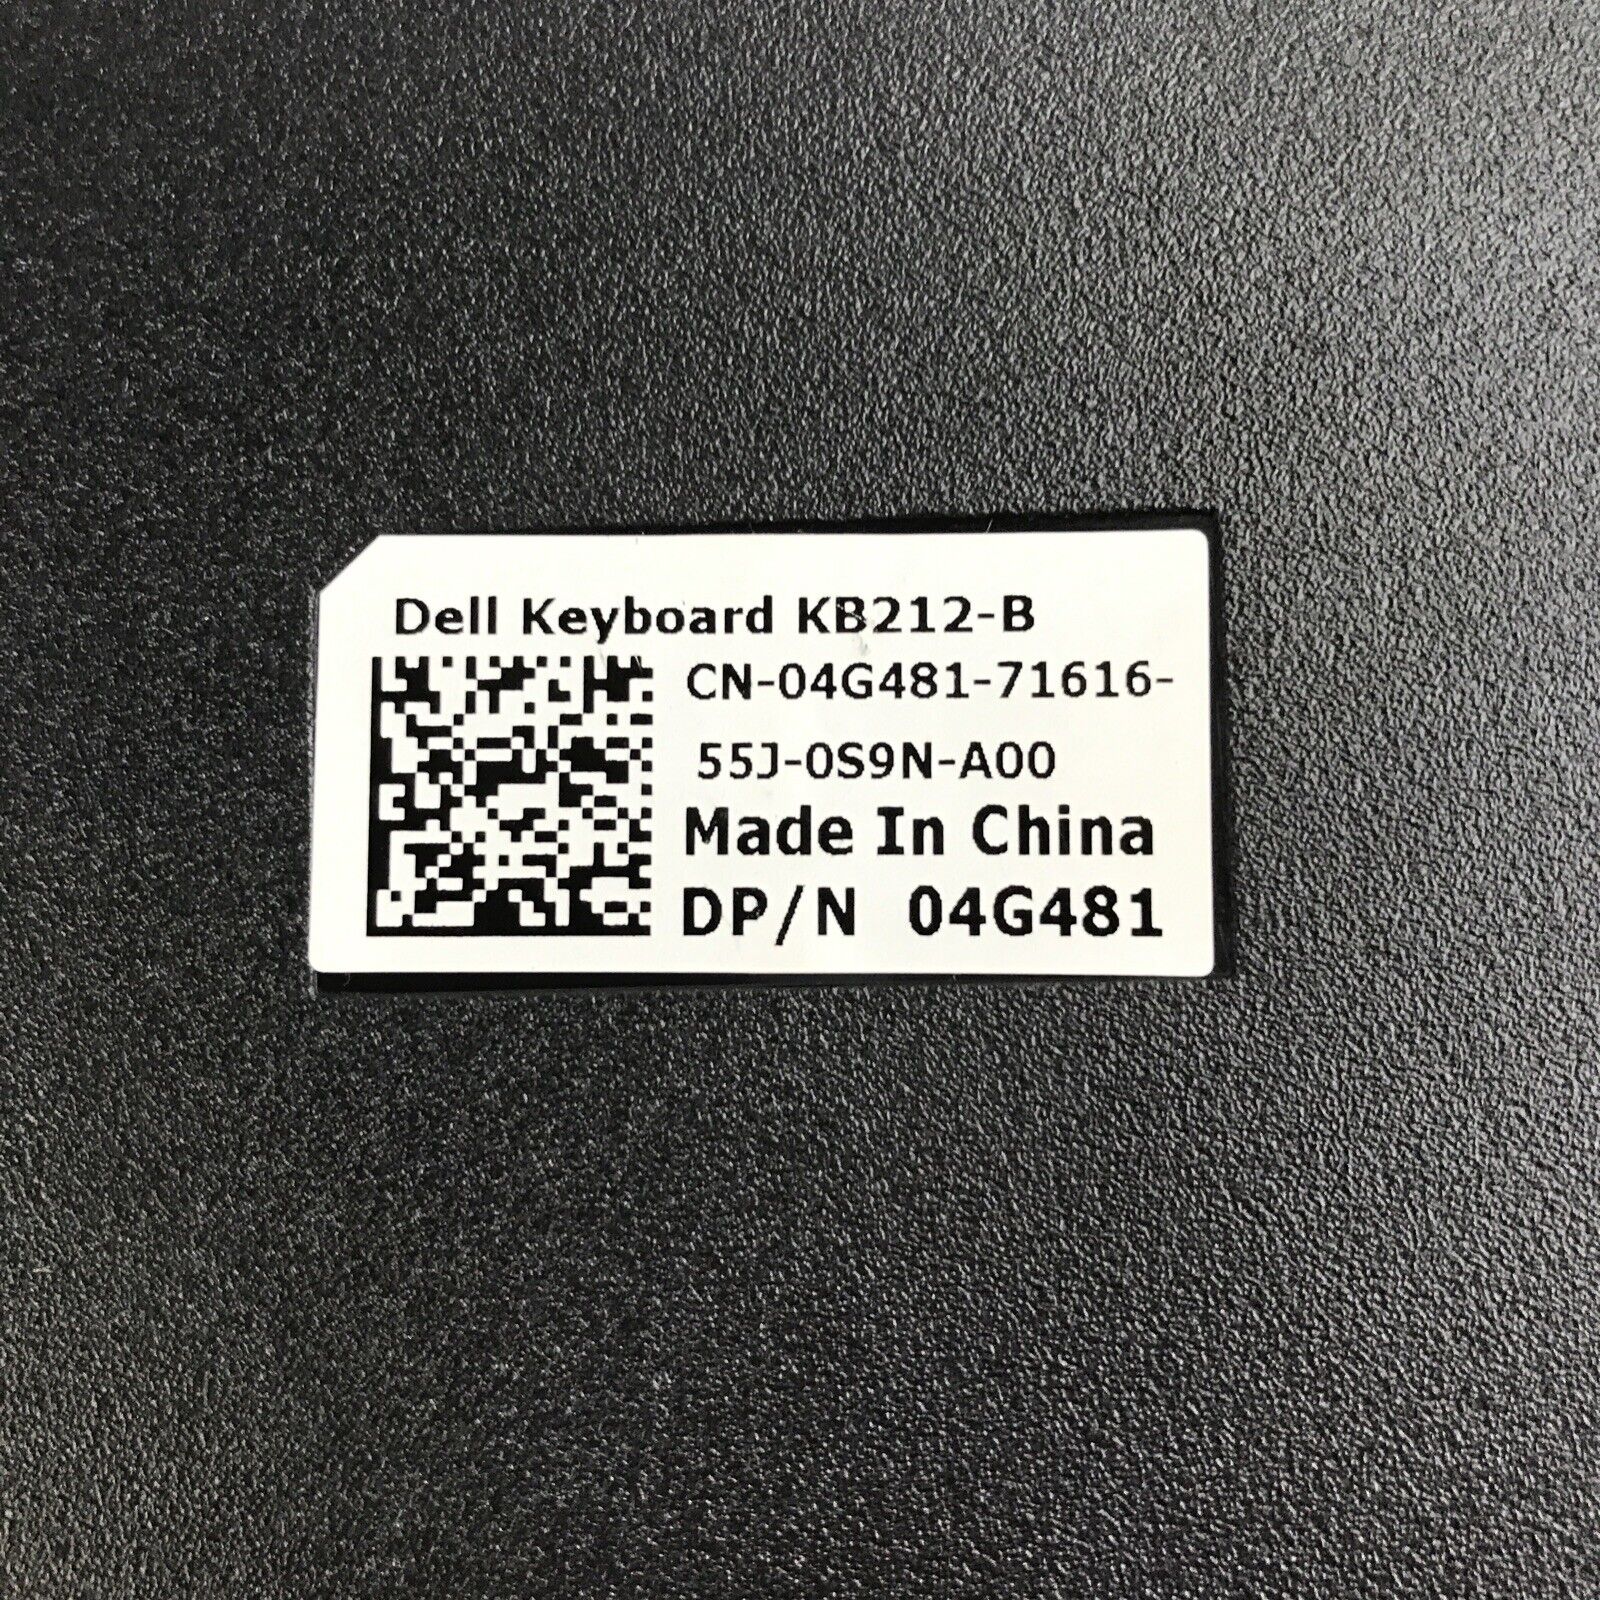 Dell Keyboard KB212-B
CN-04G481-71616-
55J-0S9N-A00
Made In China
DP/N 04G481